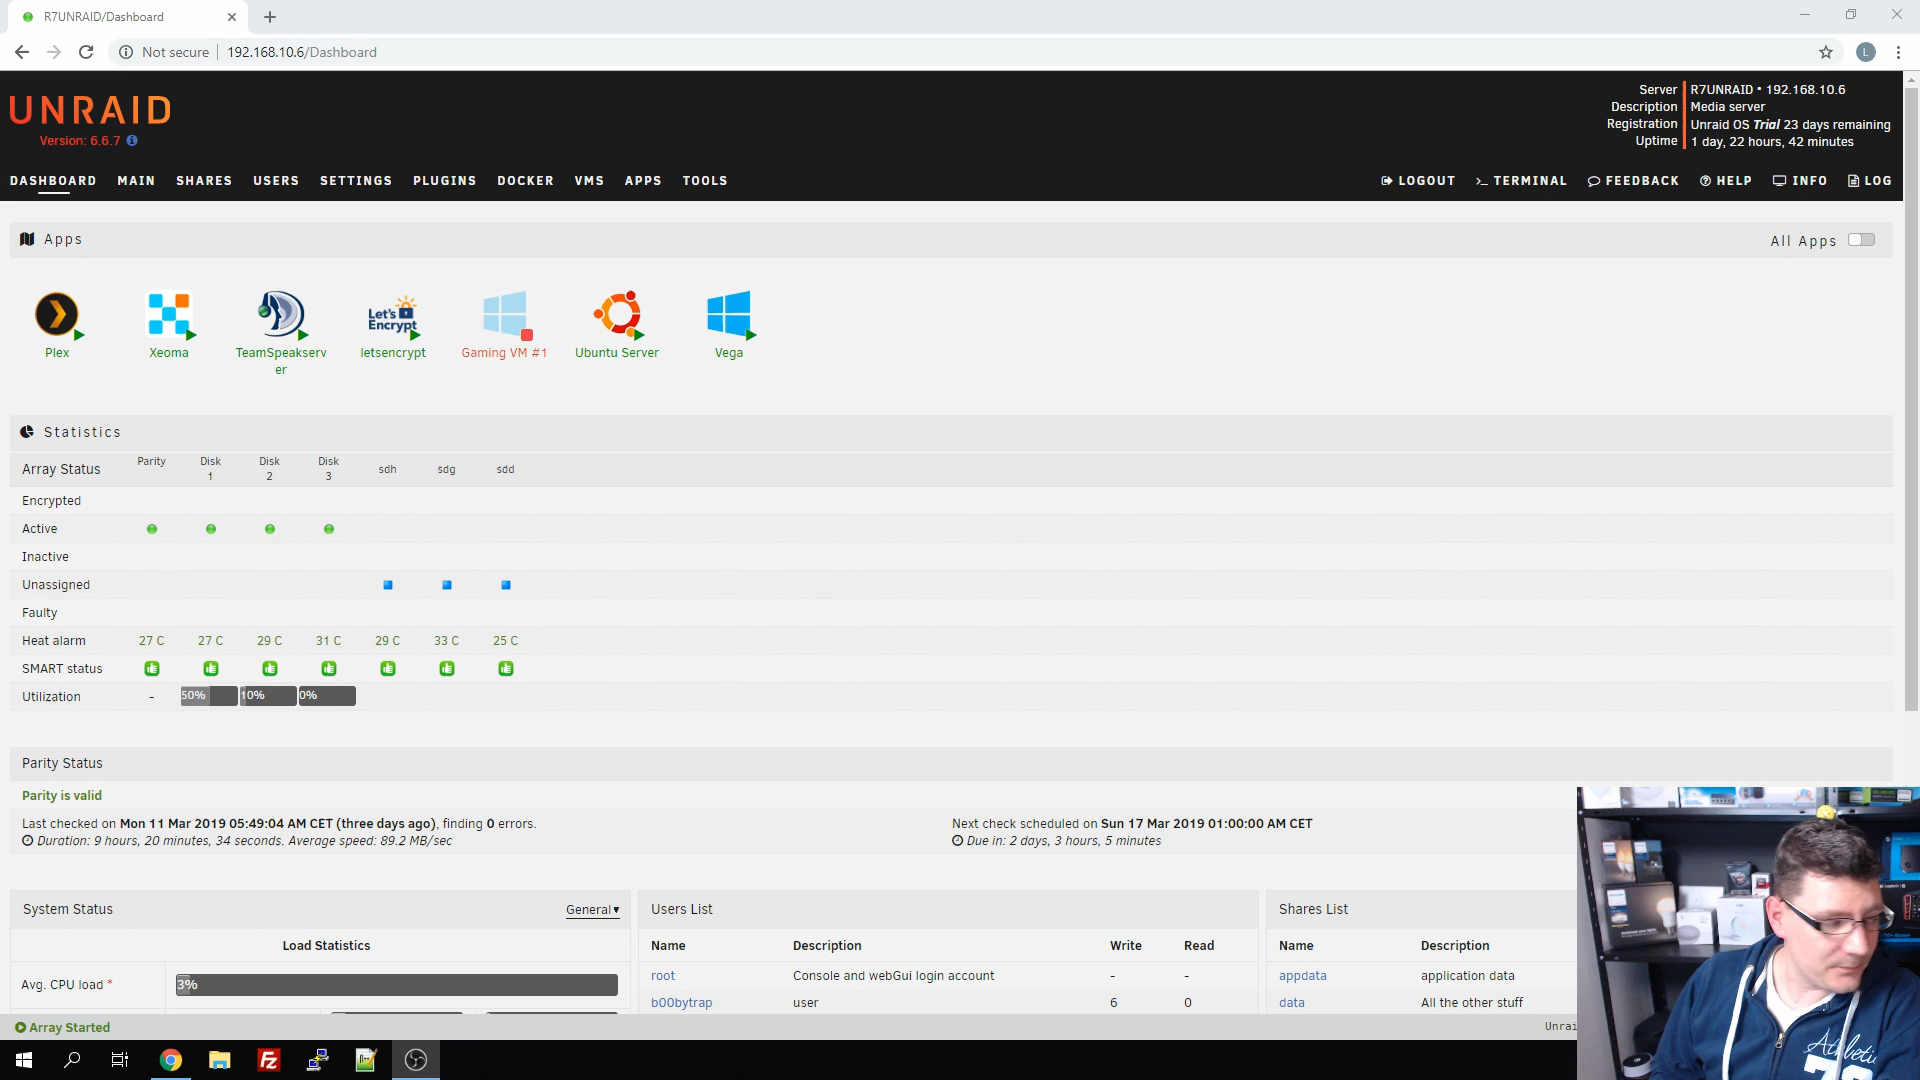 R7UNRAID/Dashboard
Not secure 192.168.10.6/Dashboard
L
UNRAID
Version: 6.6.7
Server R7UNRAID • 192.168.10.6
Description Media server
Registration Unraid OS Trial 23 days remaining
Uptime 1 day, 22 hours, 42 minutes
DASHBOARD MAIN SHARES USERS SETTINGS PLUGINS DOCKER VMS APPS TOOLS LOGOUT TERMINAL FEEDBACK HELP INFO LOG
Apps All Apps
Let's Encrypt
Plex Xeoma TeamSpeakserv letsencrypt Gaming VM #1 Ubuntu Server Vega
er
Statistics
Array Status Parity Disk 1 Disk 2 Disk 3 sdh sdg sdd
Encrypted
Active
Inactive
Unassigned
Faulty
Heat alarm 27 C 27 C 29 C 31 C 29 C 33 C 25 C
SMART status
Utilization - 50% 10% 0%
Parity Status
Parity is valid
Last checked on Mon 11 Mar 2019 05:49:04 AM CET (three days ago), finding 0 errors.
Duration: 9 hours, 20 minutes, 34 seconds. Average speed: 89.2 MB/sec
Next check scheduled on Sun 17 Mar 2019 01:00:00 AM CET
Due in: 2 days, 3 hours, 5 minutes
System Status General
Load Statistics
Avg. CPU load * 3%
Users List
Name Description Write Read
root Console and webGui login account - -
b00bytrap user 6 0
Shares List
Name Description
appdata application data
data All the other stuff
Array Started
Unrai
Fz
Athletic